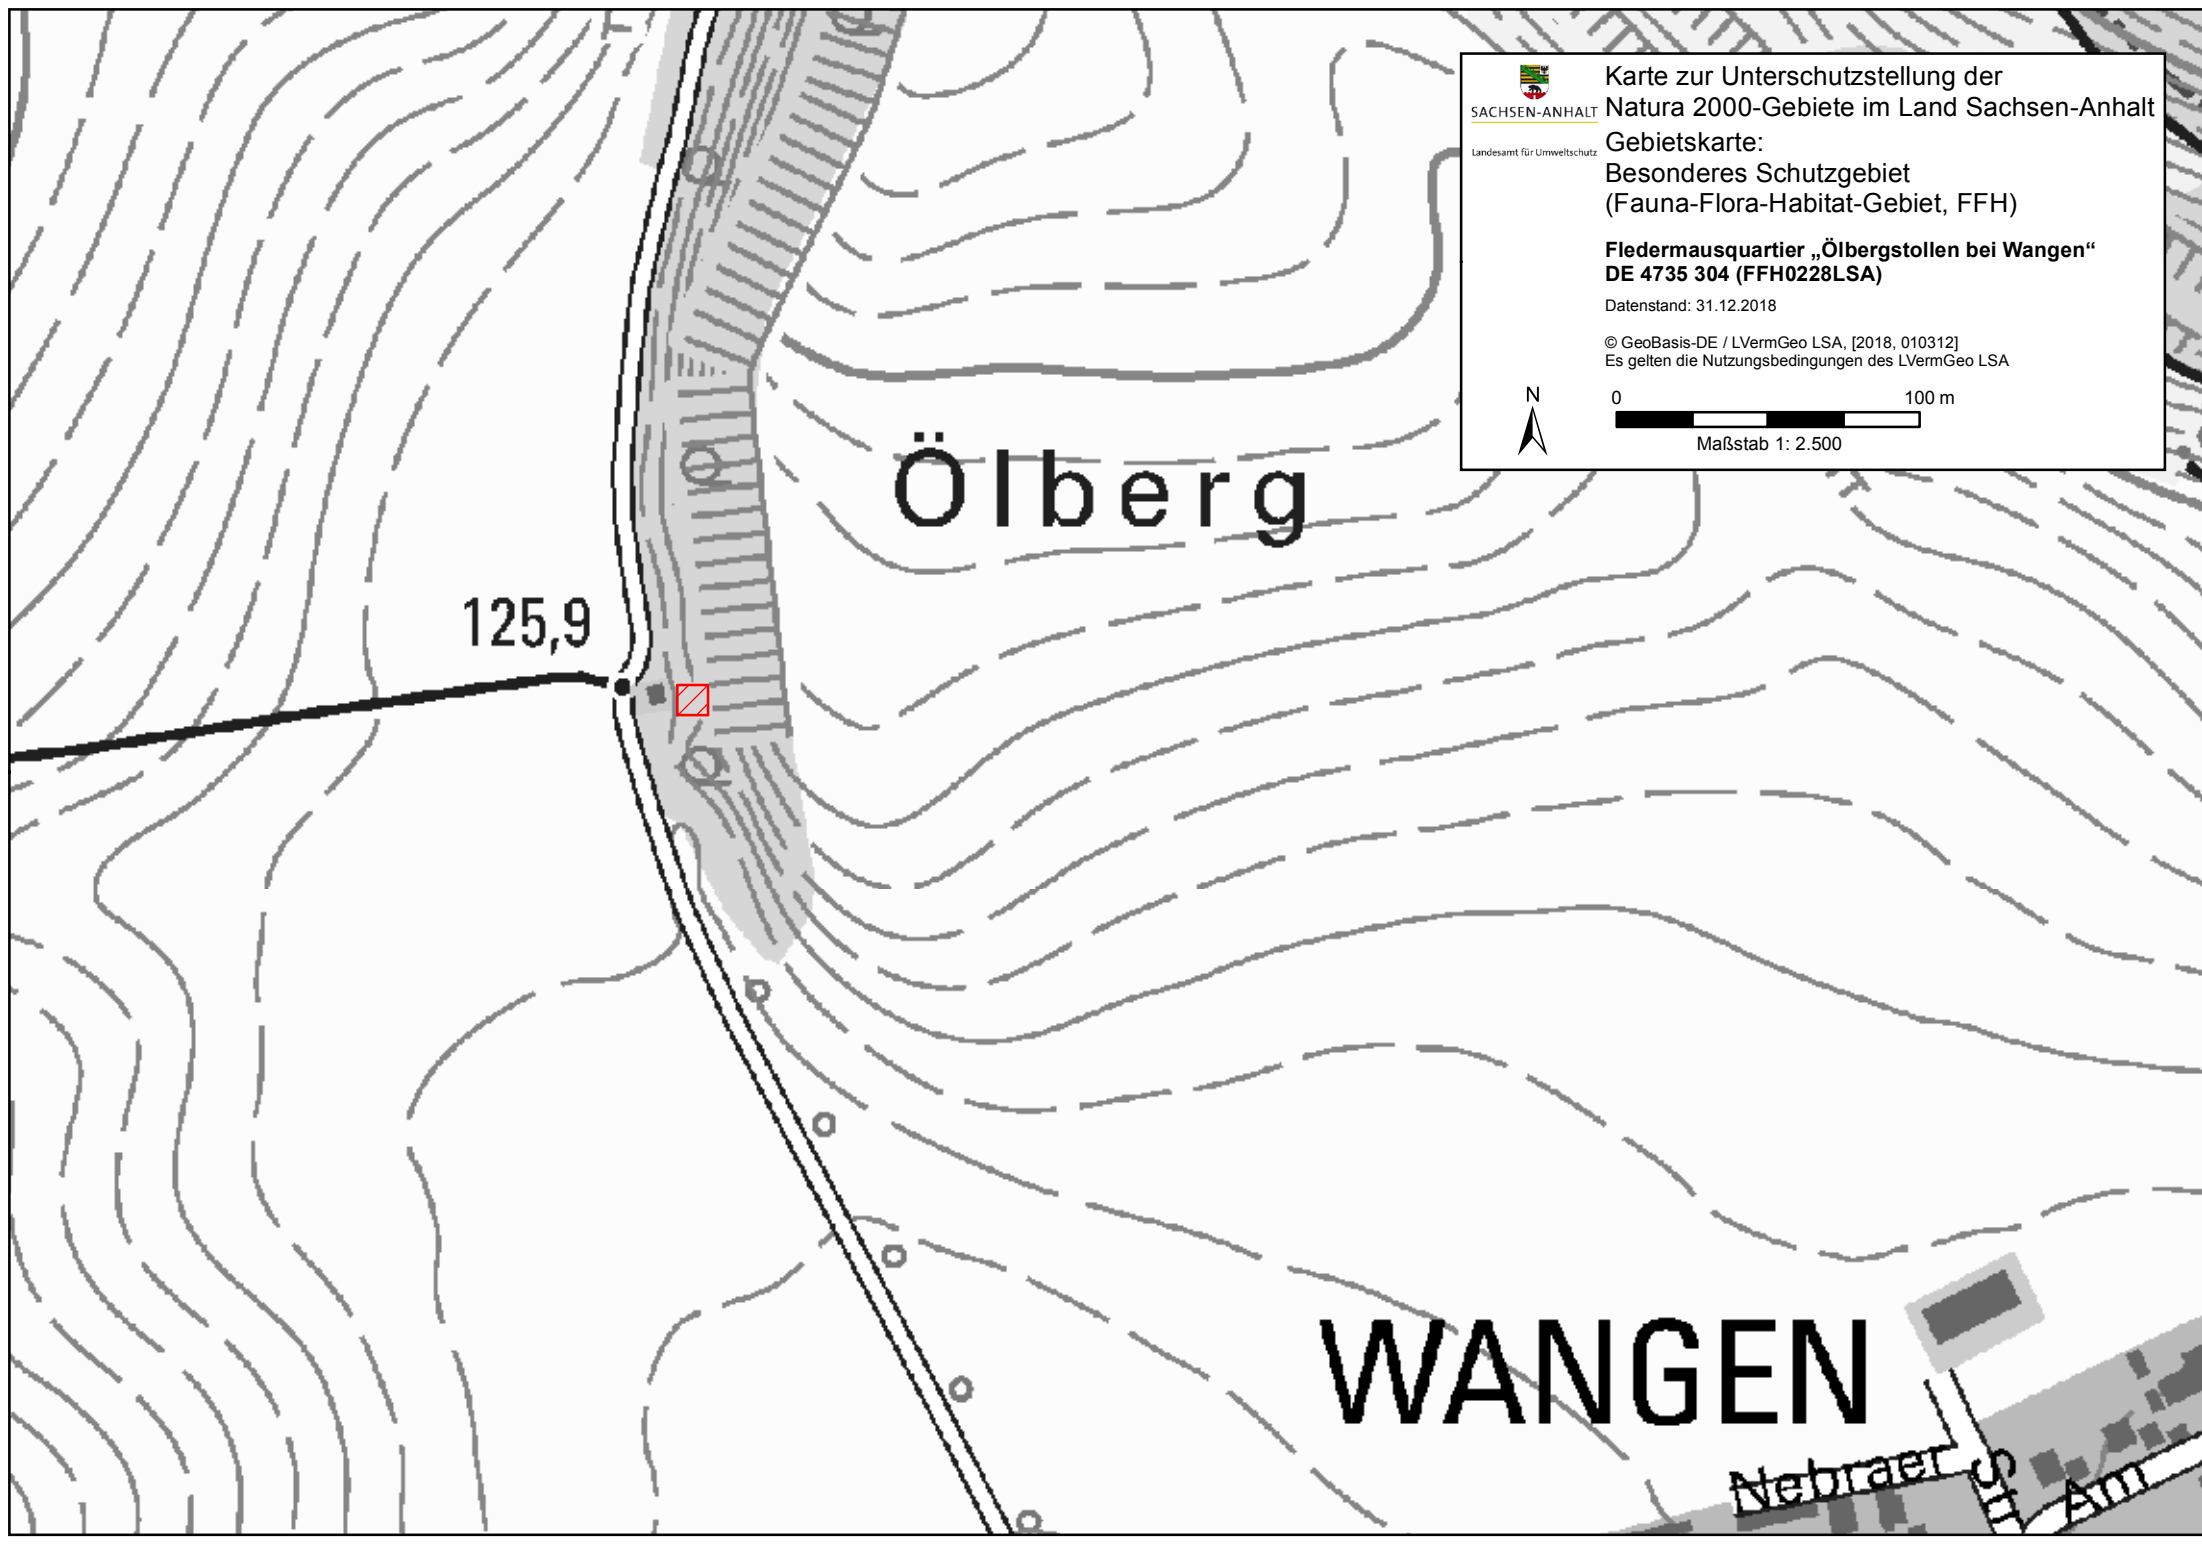 SACHSEN-ANHALT
Landesamt für Umweltschutz
Karte zur Unterschutzstellung der
Natura 2000-Gebiete im Land Sachsen-Anhalt
Gebietskarte:
Besonderes Schutzgebiet
(Fauna-Flora-Habitat-Gebiet, FFH)
Fledermausquartier „Ölbergstollen bei Wangen“
DE 4735 304 (FFH0228LSA)
Datenstand: 31.12.2018
© GeoBasis-DE / LVermGeo LSA, [2018, 010312]
Es gelten die Nutzungsbedingungen des LVermGeo LSA
N
0 100 m
Maßstab 1: 2.500
Ölberg
125,9
WANGEN
Nebraer
Am